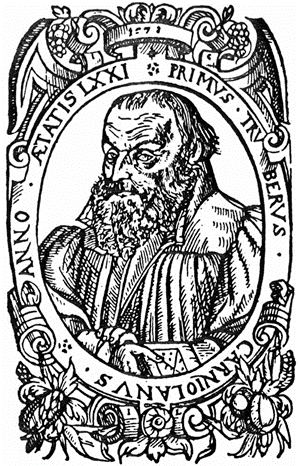 1578
ANNO · ÆTATIS LXXI PRIMVS · TRVBERVS · CARNIOLANVS ·